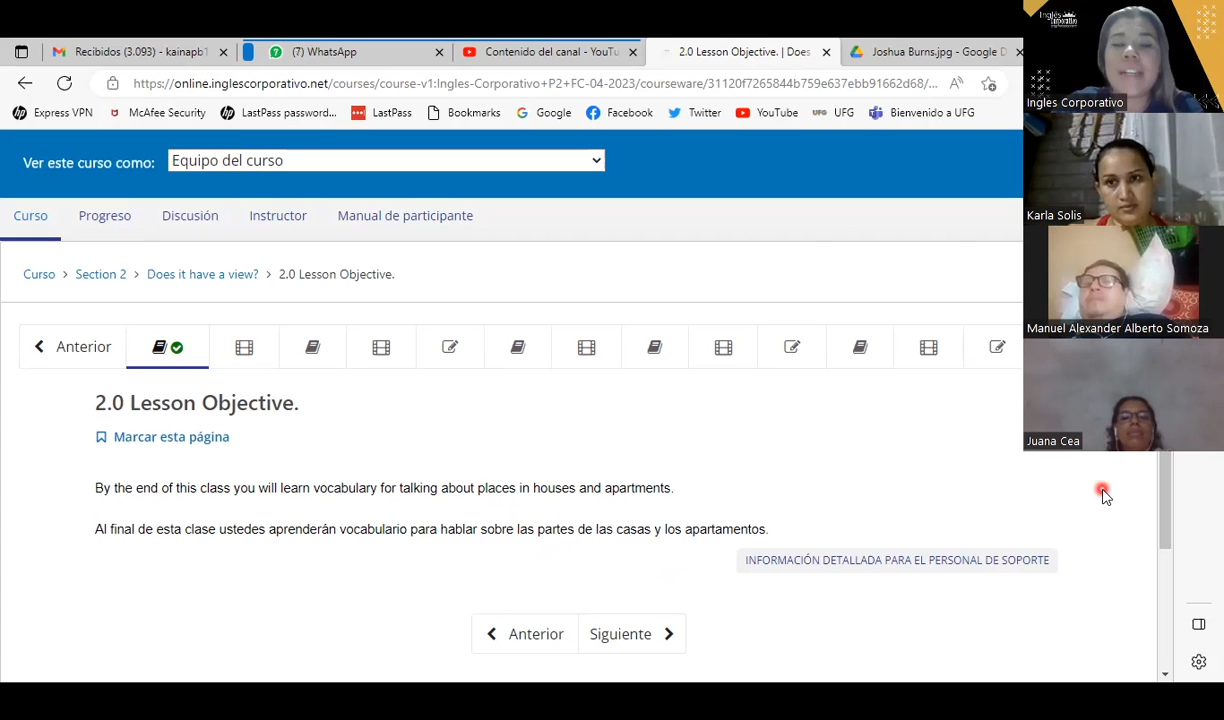 Recibidos (3.093) - kainapb1
(7) WhatsApp
Contenido del canal - YouTu
2.0 Lesson Objective. | Does
Joshua Burns.jpg - Google D
https://online.inglescorporativo.net/courses/course-v1:Ingles-Corporativo+P2+FC-04-2023/courseware/31120f7265844b759e637ebb91662d68/...
Express VPN
McAfee Security
LastPass password...
LastPass
Bookmarks
Google
Facebook
Twitter
YouTube
UFG
Bienvenido a UFG
Inglés Corporativo
Ingles Corporativo
Karla Solis
Manuel Alexander Alberto Somoza
Juana Cea
Ver este curso como: Equipo del curso
Curso Progreso Discusión Instructor Manual de participante
Curso > Section 2 > Does it have a view? > 2.0 Lesson Objective.
Anterior
2.0 Lesson Objective.
Marcar esta página
By the end of this class you will learn vocabulary for talking about places in houses and apartments.
Al final de esta clase ustedes aprenderán vocabulario para hablar sobre las partes de las casas y los apartamentos.
INFORMACIÓN DETALLADA PARA EL PERSONAL DE SOPORTE
Anterior Siguiente